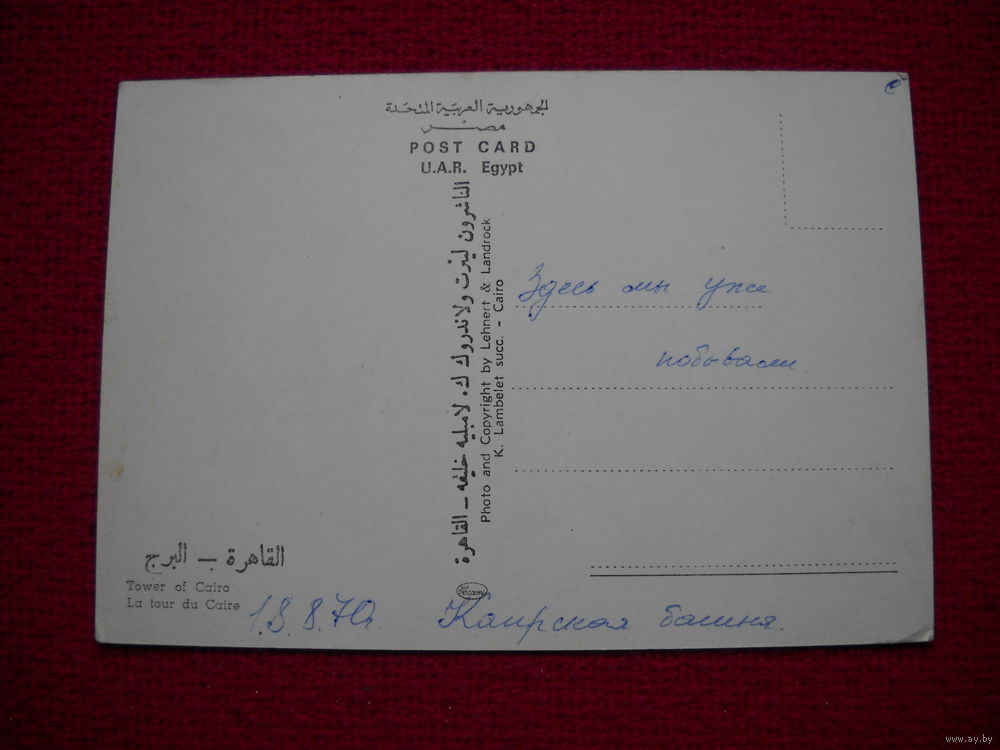 الجمهورية العربية المتحدة
مصر
POST CARD
U.A.R. Egypt
الناشرون لينرت ولاندروك ك. لامبليه خليفه - القاهرة
Photo and Copyright by Lehnert & Landrock
K. Lambelet succ. - Cairo
Здесь мы уже
побывали.
القاهرة - البرج
Tower of Cairo
La tour du Caire
18.8.70г.
Каирская башня.
www.ay.by